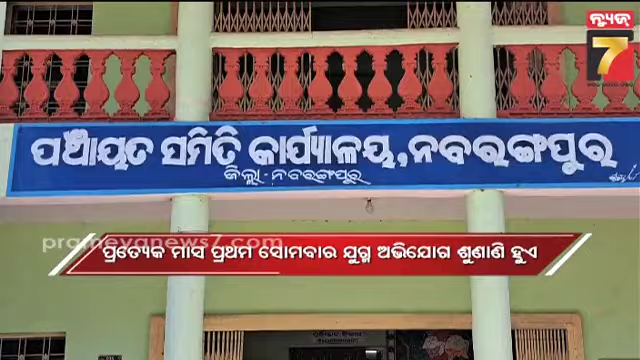 ନ୍ୟୁଜ୍
7
ପଞ୍ଚାୟତ ସମିତି କାର୍ଯ୍ୟାଳୟ, ନବରଙ୍ଗପୁର
ଜିଲ୍ଲା - ନବରଙ୍ଗପୁର
prameyanews7.com
ପ୍ରତ୍ୟେକ ମାସ ପ୍ରଥମ ସୋମବାର ଯୁଗ୍ମ ଅଭିଯୋଗ ଶୁଣାଣି ହୁଏ